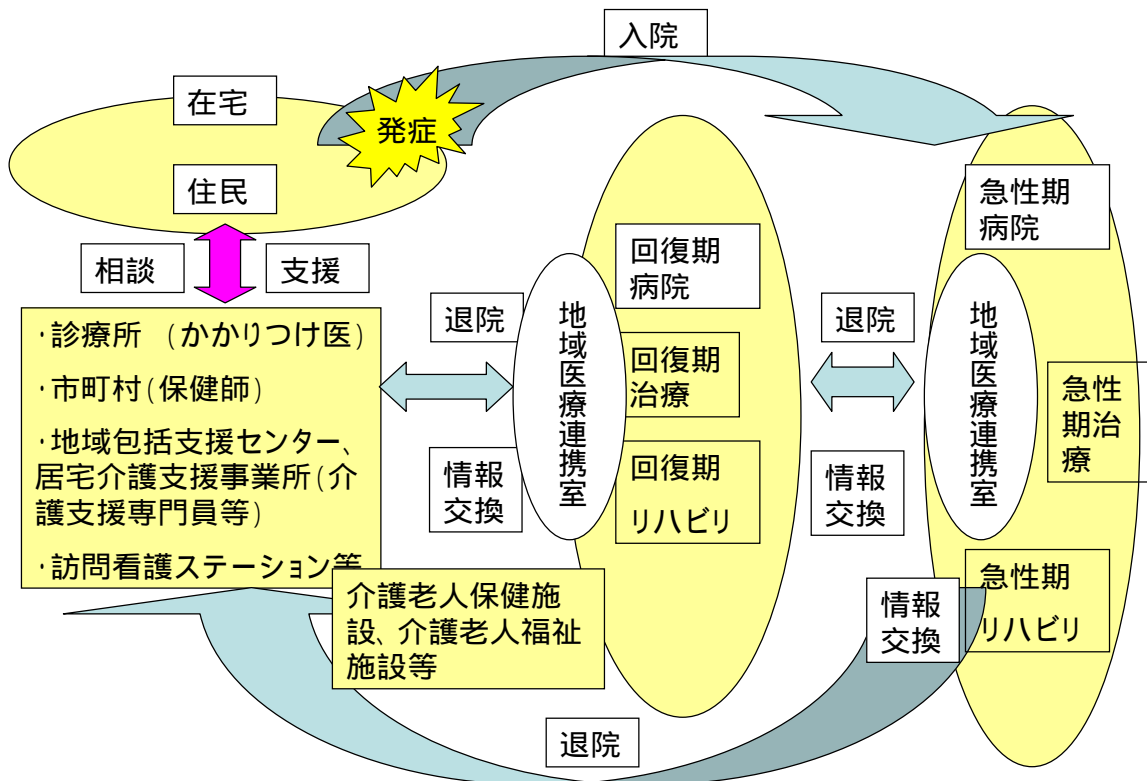 入院
在宅
発症
住民
相談
支援
・診療所 (かかりつけ医)
・市町村(保健師)
・地域包括支援センター、
居宅介護支援事業所(介
護支援専門員等)
・訪問看護ステーション等
介護老人保健施
設、介護老人福祉
施設等
退院
情報
交換
地域医療連携室
回復期
病院
回復期
治療
回復期
リハビリ
退院
情報
交換
急性期
病院
地域医療連携室
急性
期治
療
急性期
リハビリ
情報
交換
退院